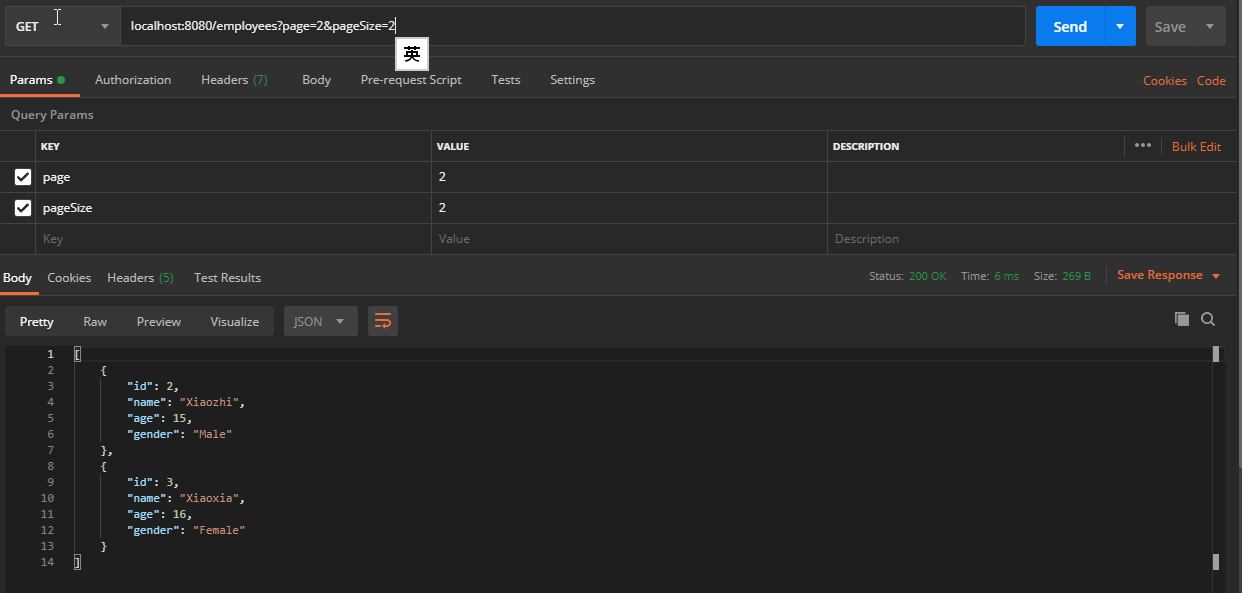 GET localhost:8080/employees?page=2&pageSize=2 Send Save
英
Params Authorization Headers (7) Body Pre-request Script Tests Settings Cookies Code
Query Params
KEY VALUE DESCRIPTION ••• Bulk Edit
page 2
pageSize 2
Key Value Description
Body Cookies Headers (5) Test Results Status: 200 OK Time: 6 ms Size: 269 B Save Response
Pretty Raw Preview Visualize JSON
1 [
2 {
3 "id": 2,
4 "name": "Xiaozhi",
5 "age": 15,
6 "gender": "Male"
7 },
8 {
9 "id": 3,
10 "name": "Xiaoxia",
11 "age": 16,
12 "gender": "Female"
13 }
14 ]